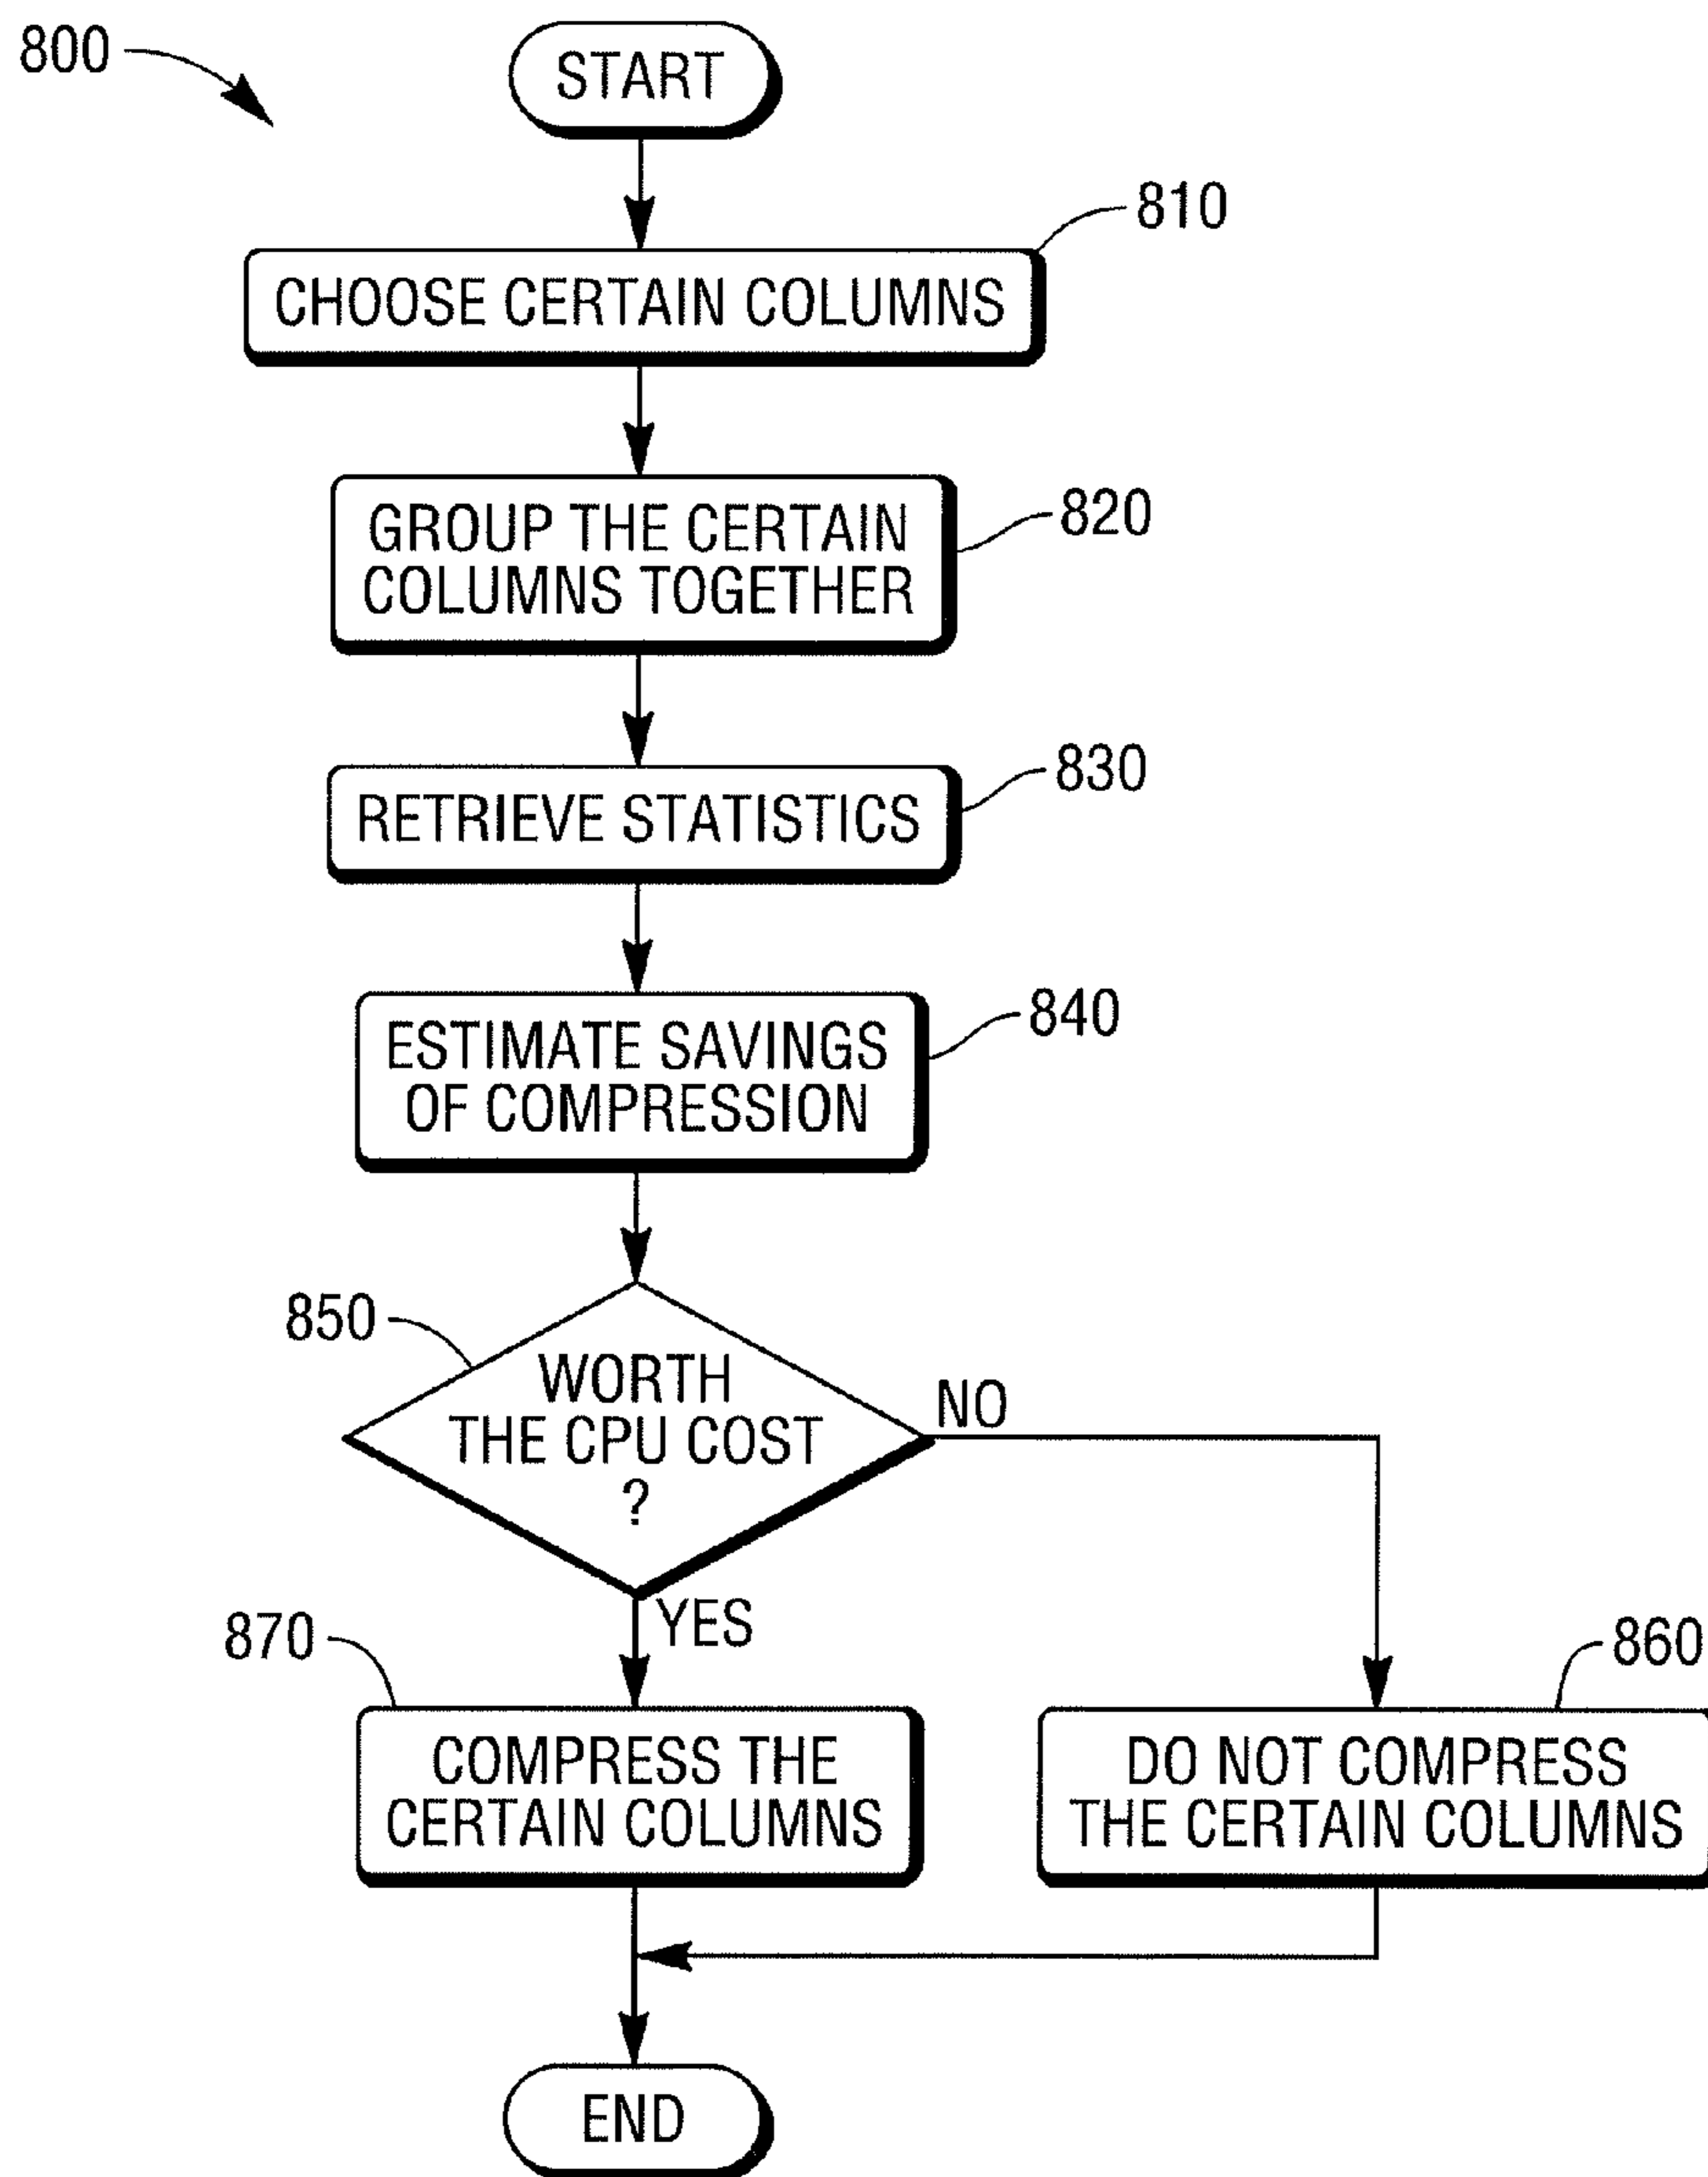 800
START
810
CHOOSE CERTAIN COLUMNS
820
GROUP THE CERTAIN
COLUMNS TOGETHER
830
RETRIEVE STATISTICS
840
ESTIMATE SAVINGS
OF COMPRESSION
850
WORTH
THE CPU COST
?
NO
YES
870
COMPRESS THE
CERTAIN COLUMNS
860
DO NOT COMPRESS
THE CERTAIN COLUMNS
END